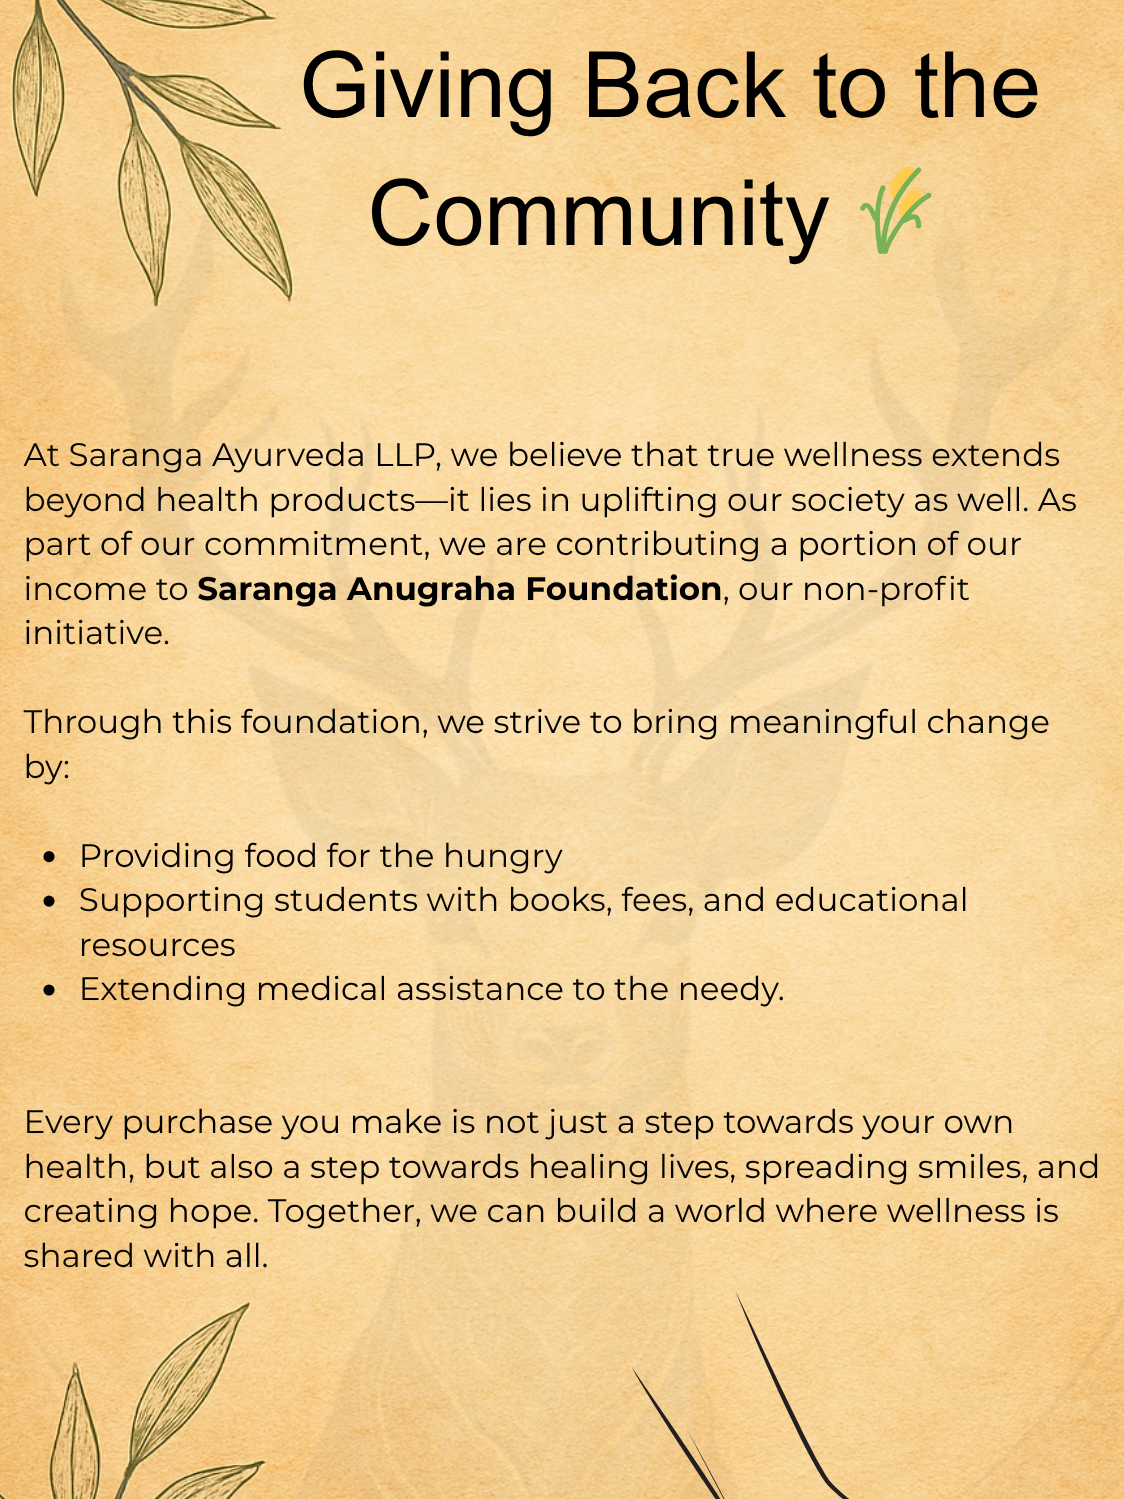 Giving Back to the
Community 🌾
At Saranga Ayurveda LLP, we believe that true wellness extends
beyond health products—it lies in uplifting our society as well. As
part of our commitment, we are contributing a portion of our
income to Saranga Anugraha Foundation, our non-profit
initiative.
Through this foundation, we strive to bring meaningful change
by:
• Providing food for the hungry
• Supporting students with books, fees, and educational
resources
• Extending medical assistance to the needy.
Every purchase you make is not just a step towards your own
health, but also a step towards healing lives, spreading smiles, and
creating hope. Together, we can build a world where wellness is
shared with all.